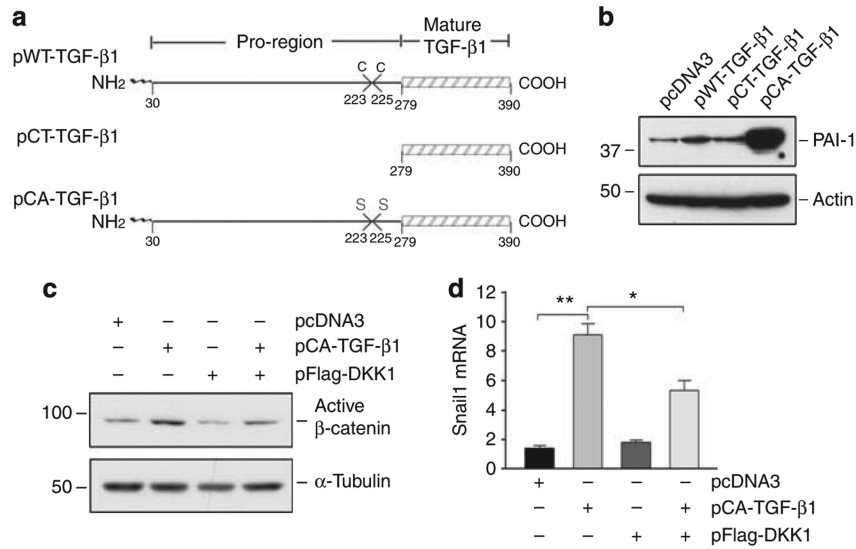 a
Pro-region
Mature
TGF-β1
pWT-TGF-β1
NH2
C C
COOH
30
223 225
279
390
pCT-TGF-β1
COOH
279
390
pCA-TGF-β1
NH2
S S
COOH
30
223 225
279
390
b
pcDNA3
pWT-TGF-β1
pCT-TGF-β1
pCA-TGF-β1
37 –
– PAI-1
50 –
– Actin
c
+ – – – pcDNA3
– + – + pCA-TGF-β1
– – + + pFlag-DKK1
100 –
– Active
β-catenin
50 –
– α-Tubulin
d
Snail1 mRNA
12
10
8
6
4
2
0
** *
+ – – – pcDNA3
– + – + pCA-TGF-β1
– – + + pFlag-DKK1